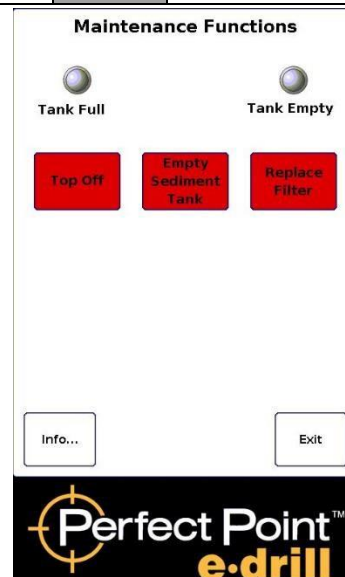 Maintenance Functions
Tank Full
Tank Empty
Top Off
Empty
Sediment
Tank
Replace
Filter
Info...
Exit
Perfect Point™
e·drill